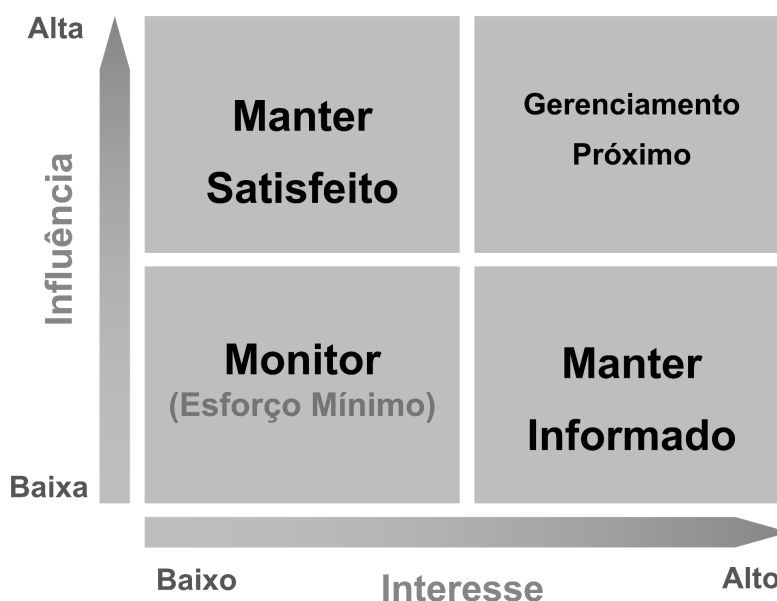 Alta
Manter
Satisfeito
Gerenciamento
Próximo
Influência
Monitor
(Esforço Mínimo)
Manter
Informado
Baixa
Baixo
Interesse
Alto